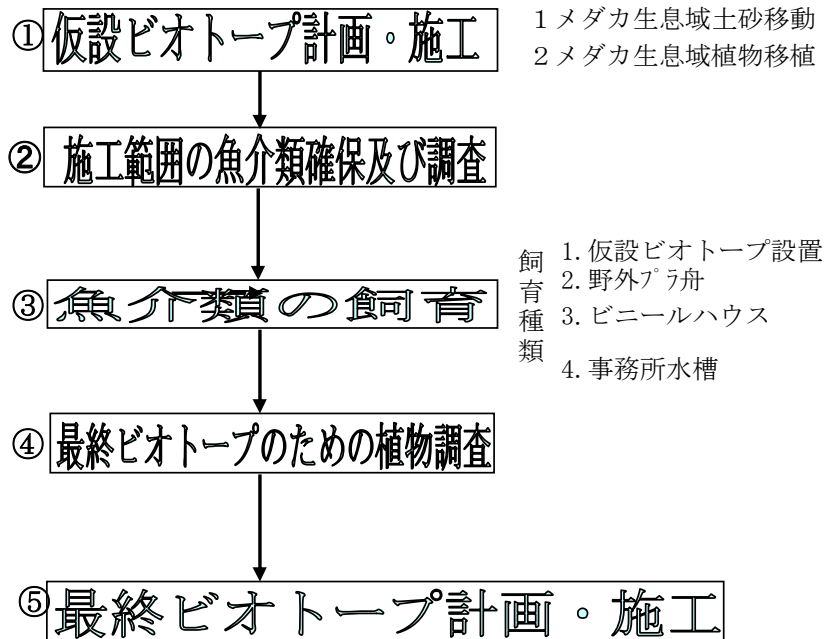 ①仮設ビオトープ計画・施工
1メダカ生息域土砂移動
2メダカ生息域植物移植
② 施工範囲の魚介類確保及び調査
③魚介類の飼育
飼育種類
1.仮設ビオトープ設置
2.野外プラ舟
3.ビニールハウス
4.事務所水槽
④最終ビオトープのための植物調査
⑤最終ビオトープ計画・施工